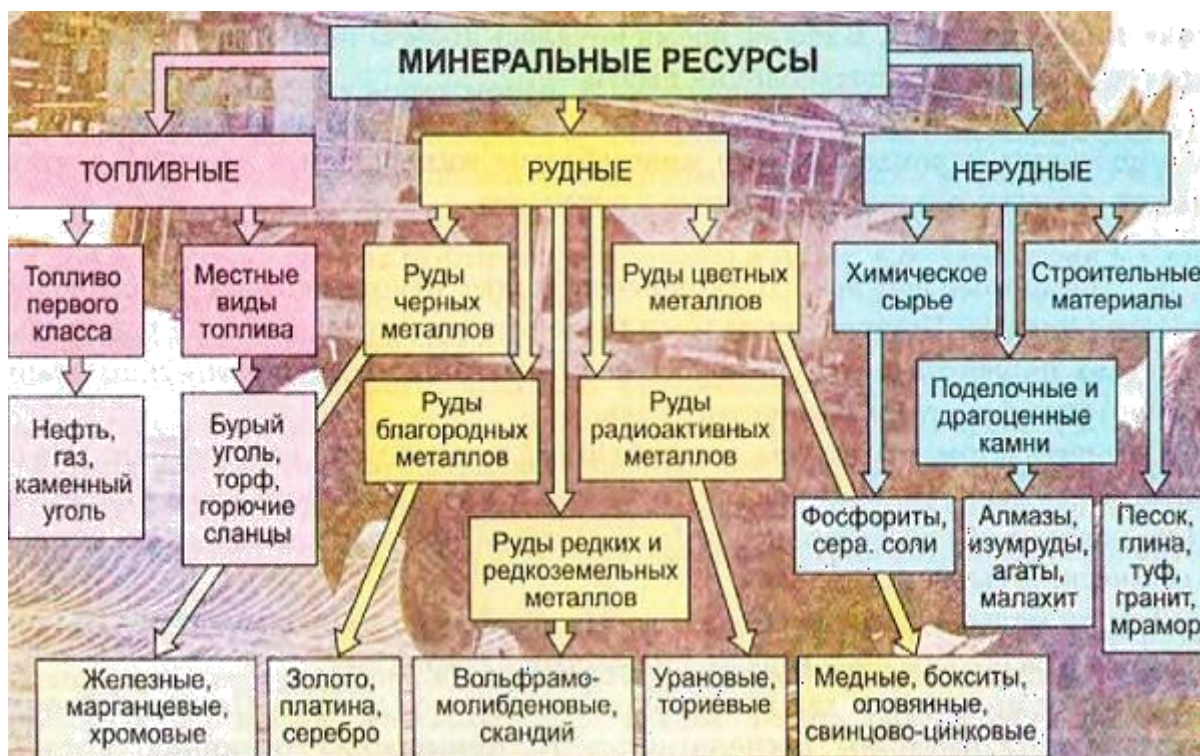 МИНЕРАЛЬНЫЕ РЕСУРСЫ
ТОПЛИВНЫЕ
РУДНЫЕ
НЕРУДНЫЕ
Топливо
первого
класса
Местные
виды
топлива
Руды
черных
металлов
Руды цветных
металлов
Химическое
сырье
Строительные
материалы
Нефть,
газ,
каменный
уголь
Бурый
уголь,
торф,
горючие
сланцы
Руды
благородных
металлов
Руды
радиоактивных
металлов
Поделочные и
драгоценные
камни
Руды редких и
редкоземельных
металлов
Фосфориты,
сера. соли
Алмазы,
изумруды,
агаты,
малахит
Песок,
глина,
туф,
гранит,
мрамор
Железные,
марганцевые,
хромовые
Золото,
платина,
серебро
Вольфрамо-
молибденовые,
скандий
Урановые,
ториевые
Медные, бокситы,
оловянные,
свинцово-цинковые